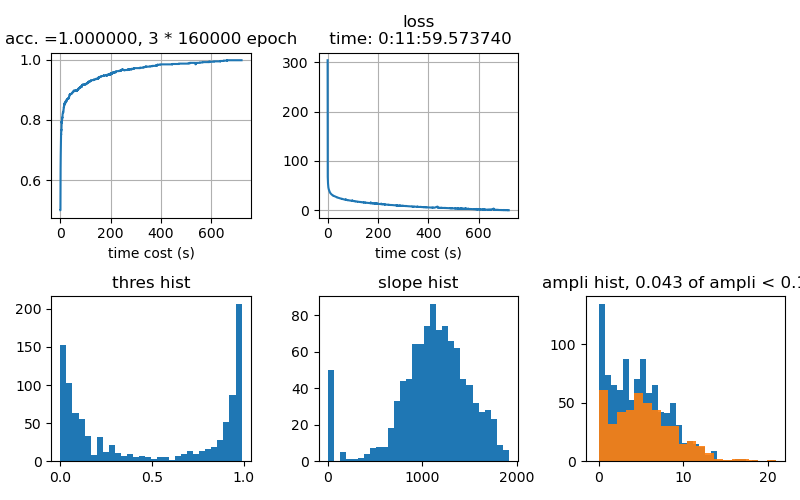 acc. =1.000000, 3 * 160000 epoch
1.0
0.8
0.6
0 200 400 600
time cost (s)
loss
time: 0:11:59.573740
300
200
100
0
0 200 400 600
time cost (s)
thres hist
200
150
100
50
0
0.0 0.5 1.0
slope hist
80
60
40
20
0
0 1000 2000
ampli hist, 0.043 of ampli < 0.1
100
50
0
0 10 20